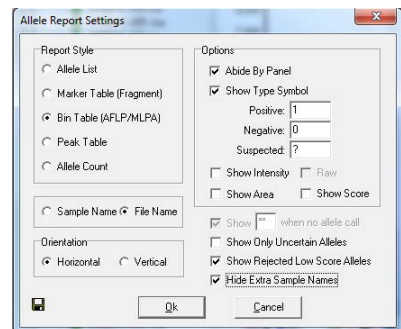 Allele Report Settings
Report Style
Allele List
Marker Table (Fragment)
Bin Table (AFLP/MLPA)
Peak Table
Allele Count
Sample Name File Name
Orientation
Horizontal Vertical
Options
Abide By Panel
Show Type Symbol
Positive: 1
Negative: 0
Suspected: ?
Show Intensity Raw
Show Area Show Score
Show ** when no allele call
Show Only Uncertain Alleles
Show Rejected Low Score Alleles
Hide Extra Sample Names
Ok Cancel